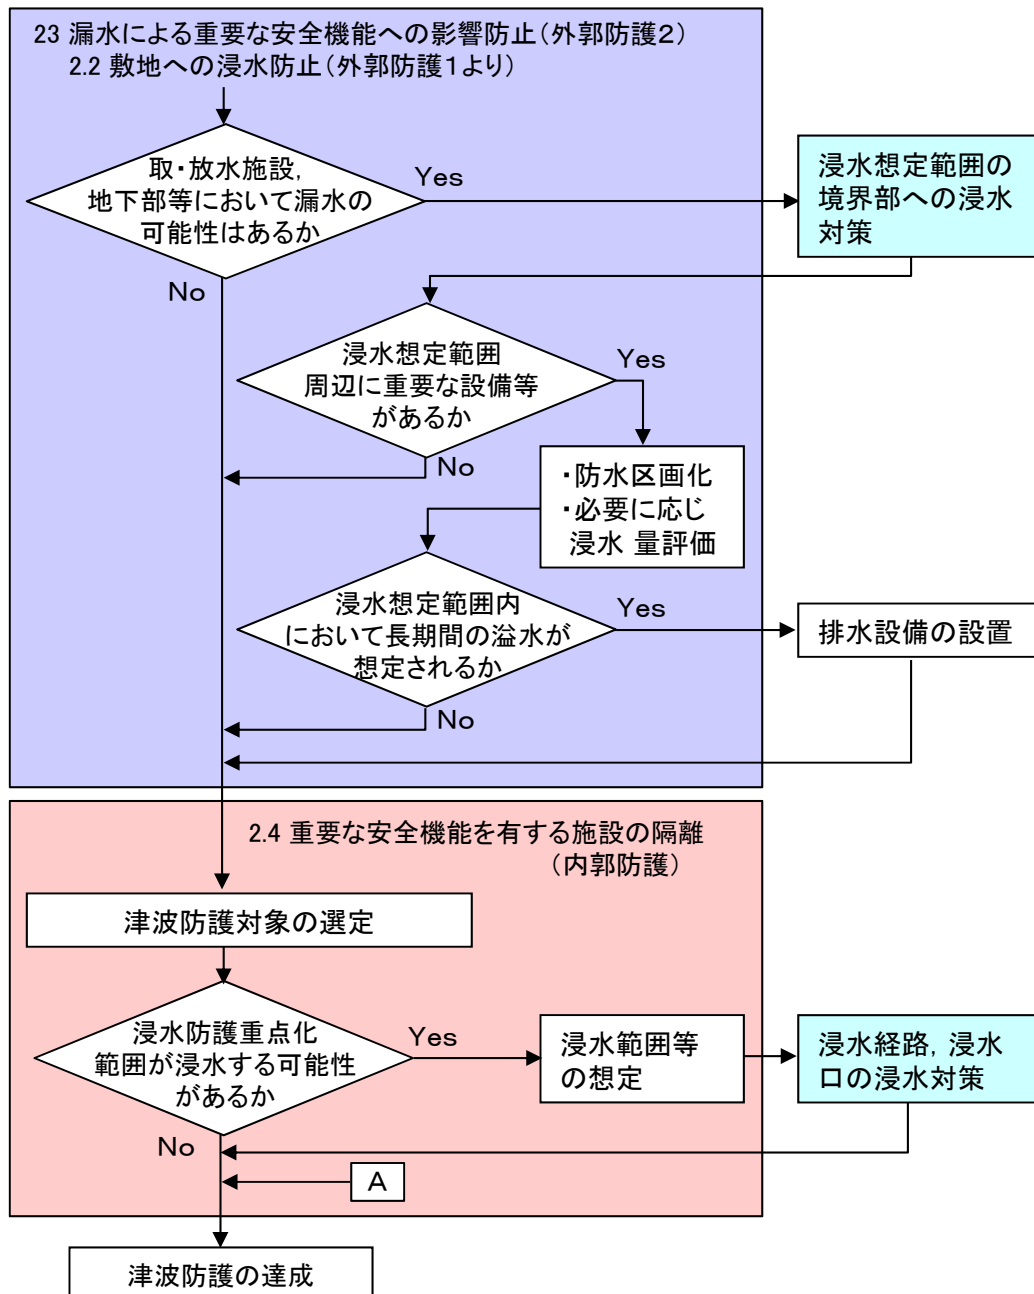 23 漏水による重要な安全機能への影響防止（外郭防護２）
2.2 敷地への浸水防止（外郭防護１より）
取・放水施設，
地下部等において漏水の
可能性はあるか
Yes
浸水想定範囲の
境界部への浸水
対策
No
浸水想定範囲
周辺に重要な設備等
があるか
Yes
No
・防水区画化
・必要に応じ
浸水 量評価
浸水想定範囲内
において長期間の溢水が
想定されるか
Yes
排水設備の設置
No
2.4 重要な安全機能を有する施設の隔離
（内郭防護）
津波防護対象の選定
浸水防護重点化
範囲が浸水する可能性
があるか
Yes
浸水範囲等
の想定
浸水経路，浸水
口の浸水対策
No
A
津波防護の達成